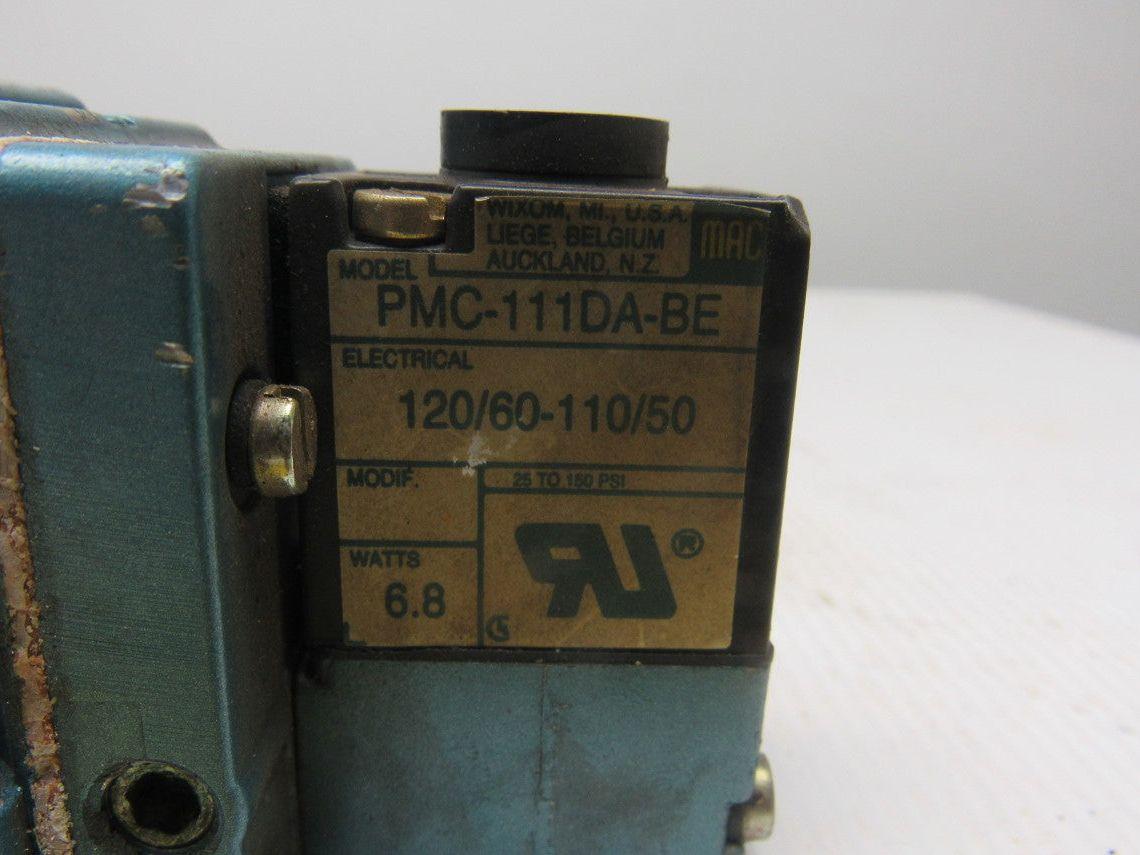 WIXOM, MI., U.S.A.
LIEGE, BELGIUM
AUCKLAND, N.Z.
MAC
MODEL
PMC-111DA-BE
ELECTRICAL
120/60-110/50
MODIF.
25 TO 150 PSI
WATTS
6.8
RU ®